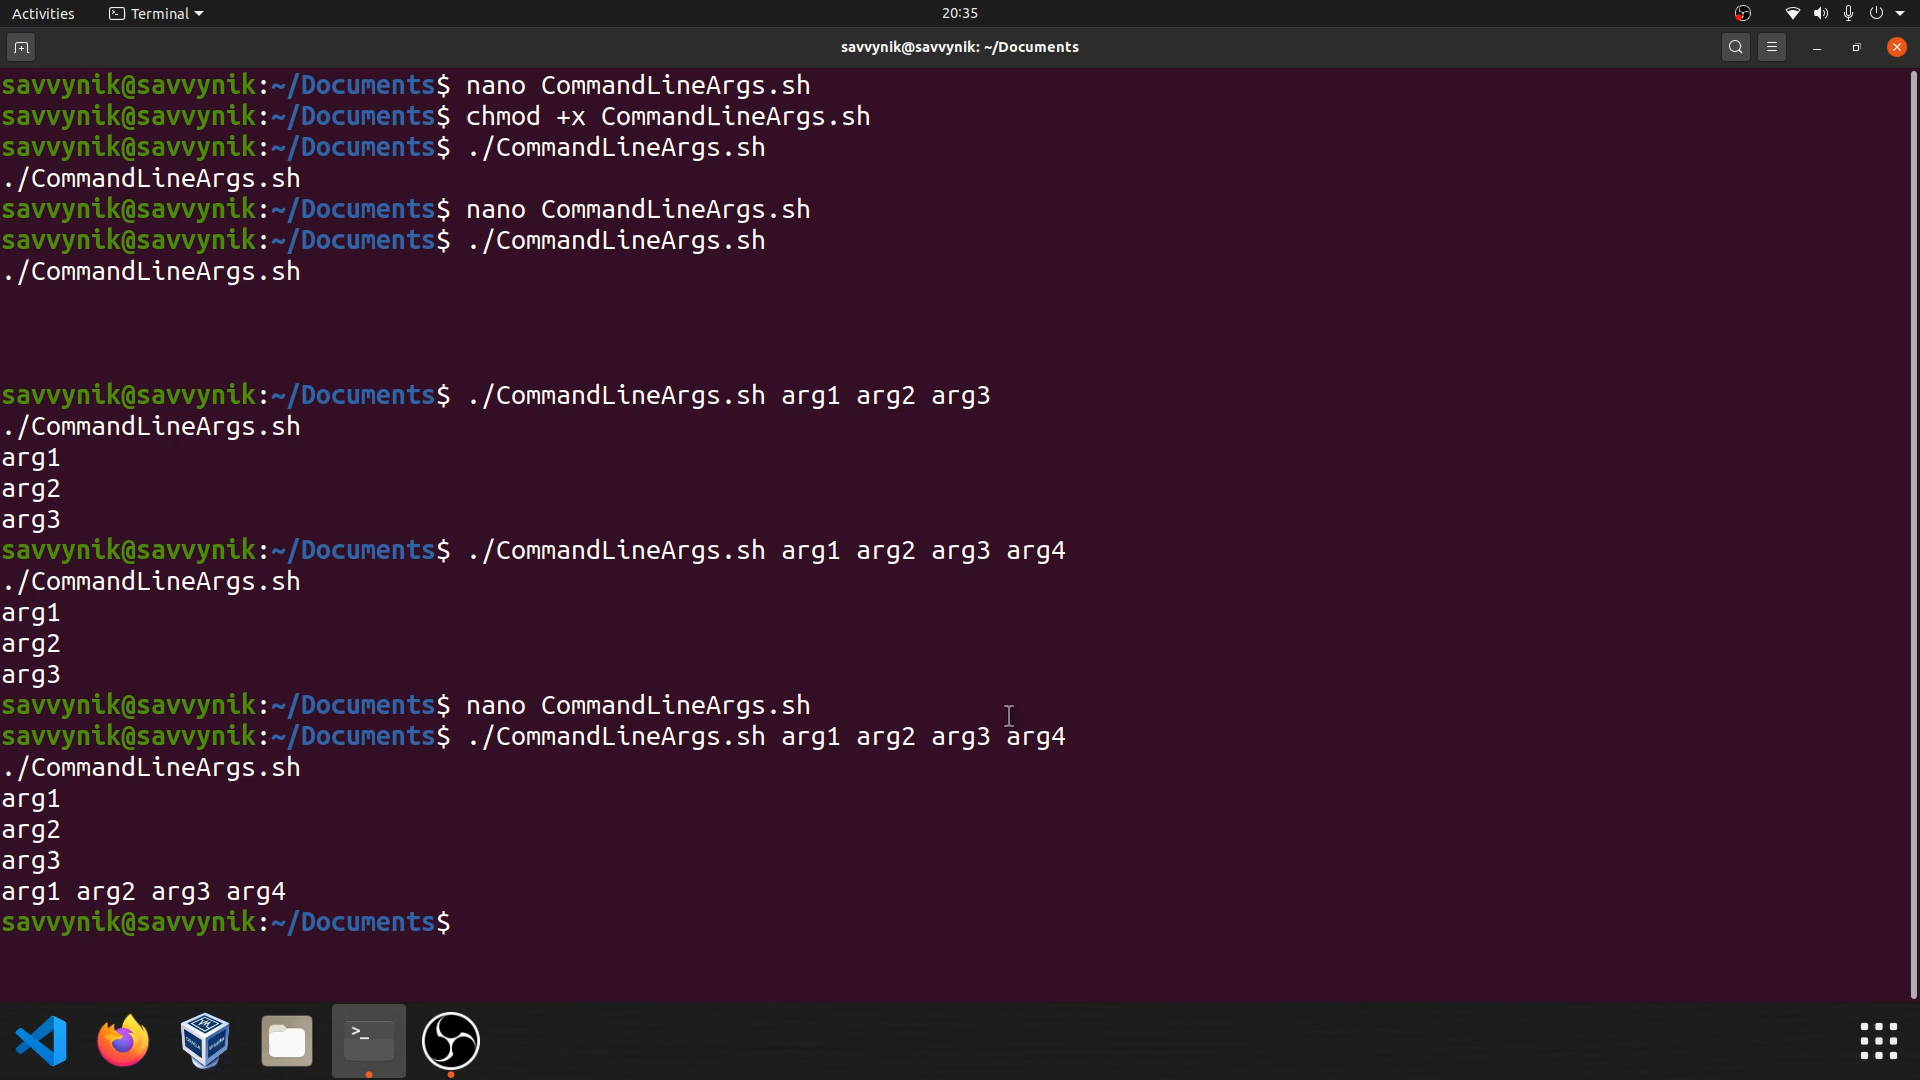 Activities
Terminal
20:35
savvynik@savvynik: ~/Documents
savvynik@savvynik:~/Documents$ nano CommandLineArgs.sh
savvynik@savvynik:~/Documents$ chmod +x CommandLineArgs.sh
savvynik@savvynik:~/Documents$ ./CommandLineArgs.sh
./CommandLineArgs.sh
savvynik@savvynik:~/Documents$ nano CommandLineArgs.sh
savvynik@savvynik:~/Documents$ ./CommandLineArgs.sh
./CommandLineArgs.sh
savvynik@savvynik:~/Documents$ ./CommandLineArgs.sh arg1 arg2 arg3
./CommandLineArgs.sh
arg1
arg2
arg3
savvynik@savvynik:~/Documents$ ./CommandLineArgs.sh arg1 arg2 arg3 arg4
./CommandLineArgs.sh
arg1
arg2
arg3
savvynik@savvynik:~/Documents$ nano CommandLineArgs.sh
savvynik@savvynik:~/Documents$ ./CommandLineArgs.sh arg1 arg2 arg3 arg4
./CommandLineArgs.sh
arg1
arg2
arg3
arg1 arg2 arg3 arg4
savvynik@savvynik:~/Documents$